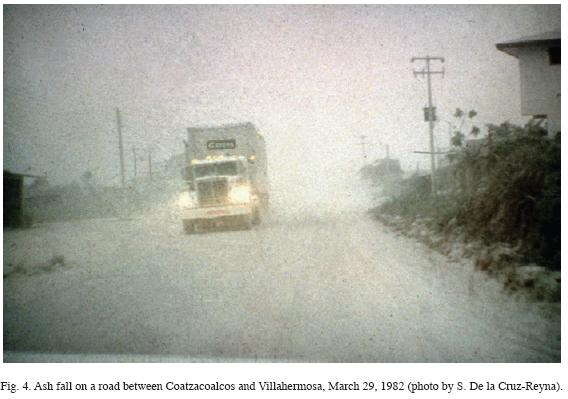 Fig. 4. Ash fall on a road between Coatzacoalcos and Villahermosa, March 29, 1982 (photo by S. De la Cruz-Reyna).